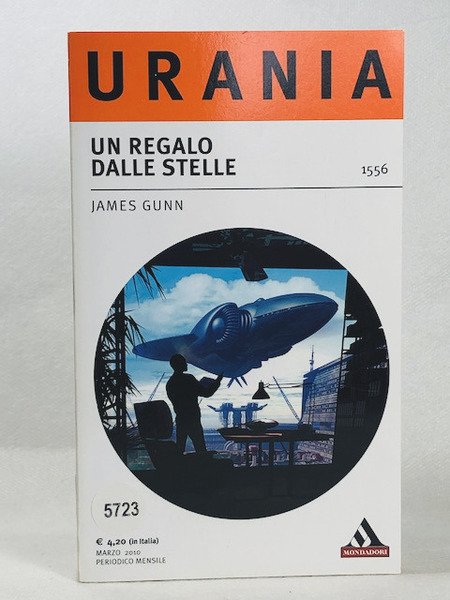 URANIA
UN REGALO
DALLE STELLE
1556
JAMES GUNN
5723
€ 4,20 (in Italia)
MARZO 2010
PERIODICO MENSILE
MONDADORI